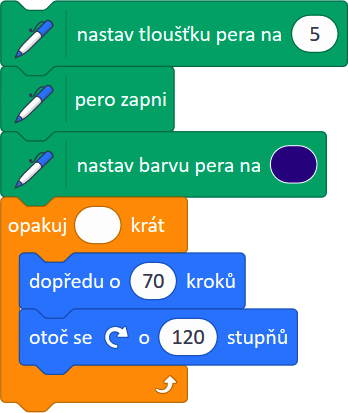 nastav tloušťku pera na 5
pero zapni
nastav barvu pera na
opakuj krát
dopředu o 70 kroků
otoč se o 120 stupňů